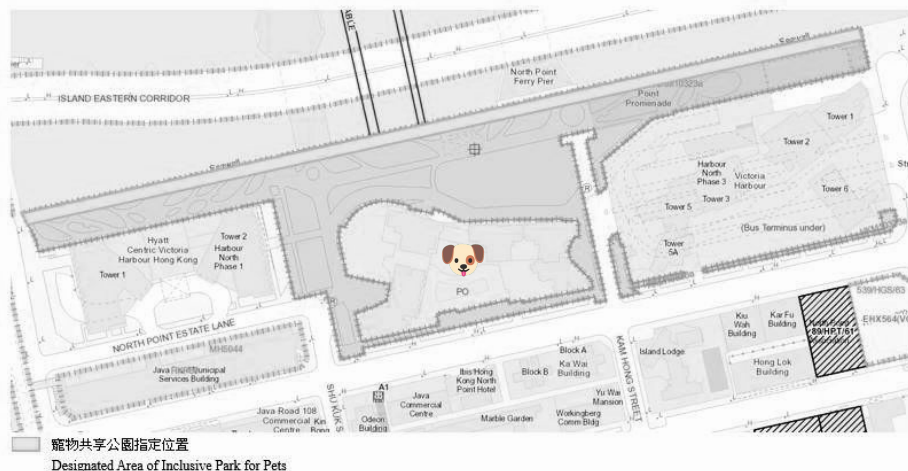 ABLE
North Point
Ferry Pier
ISLAND EASTERN CORRIDOR
Point
Promenade
Tower 1
Tower 2
Harbour
North
Phase 3
Victoria
Harbour
Tower 6
Tower 3
Tower 5
(Bus Terminus under)
Tower
5A
Hyatt
Centric Victoria
Harbour Hong Kong
Tower 2
Harbour
North
Phase 1
Tower 1
PO
NORTH POINT ESTATE LANE
Java Road Municipal
Services Building
SHU KUK S
KAM HONG STREET
Block A
Ka Wai
Building
Block B
Ibis Hong
Kong North
Point Hotel
Java
Commercial
Centre
A1
Odeon
Building
Java Road 108
Commercial
Centre
Marble Garden
Yu Wai
Mansion
Workingberg
Comm Bldg
Island Lodge
Kiu
Wah
Building
Kar Fu
Building
Hong Lok
Building
寵物共享公園指定位置
Designated Area of Inclusive Park for Pets